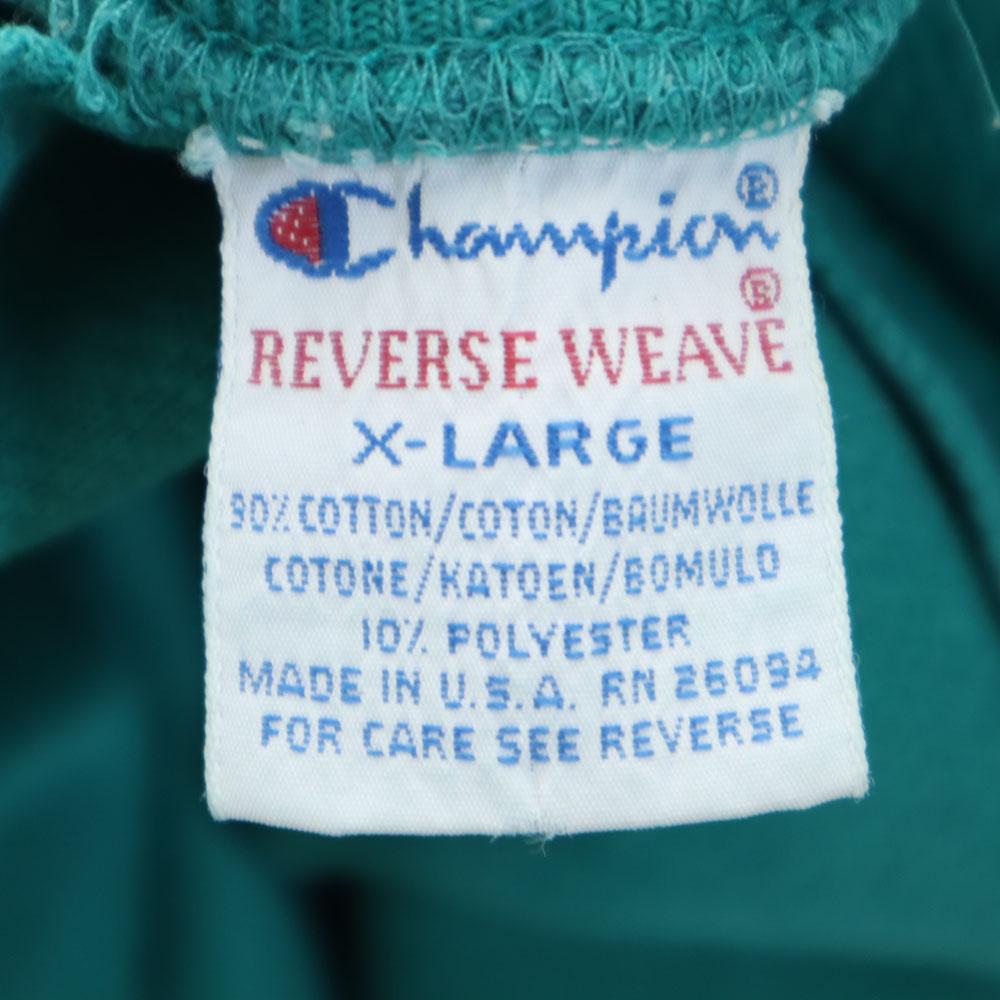 Champion®
®
REVERSE WEAVE
X-LARGE
90% COTTON/COTON/BAUMWOLLE
COTONE/KATOEN/BOMULD
10% POLYESTER
MADE IN U.S.A. RN 26094
FOR CARE SEE REVERSE